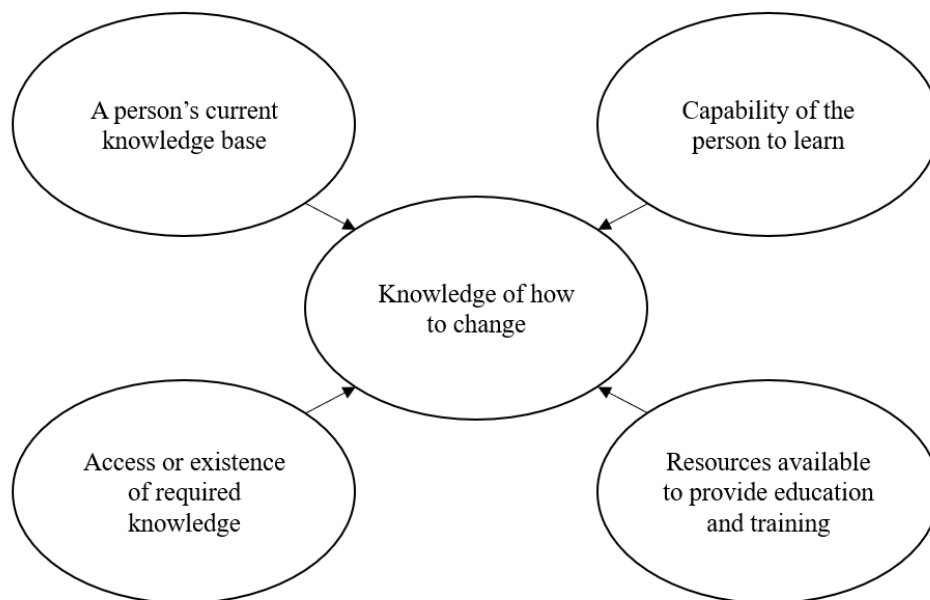 A person’s current
knowledge base
Capability of the
person to learn
Knowledge of how
to change
Access or existence
of required
knowledge
Resources available
to provide education
and training